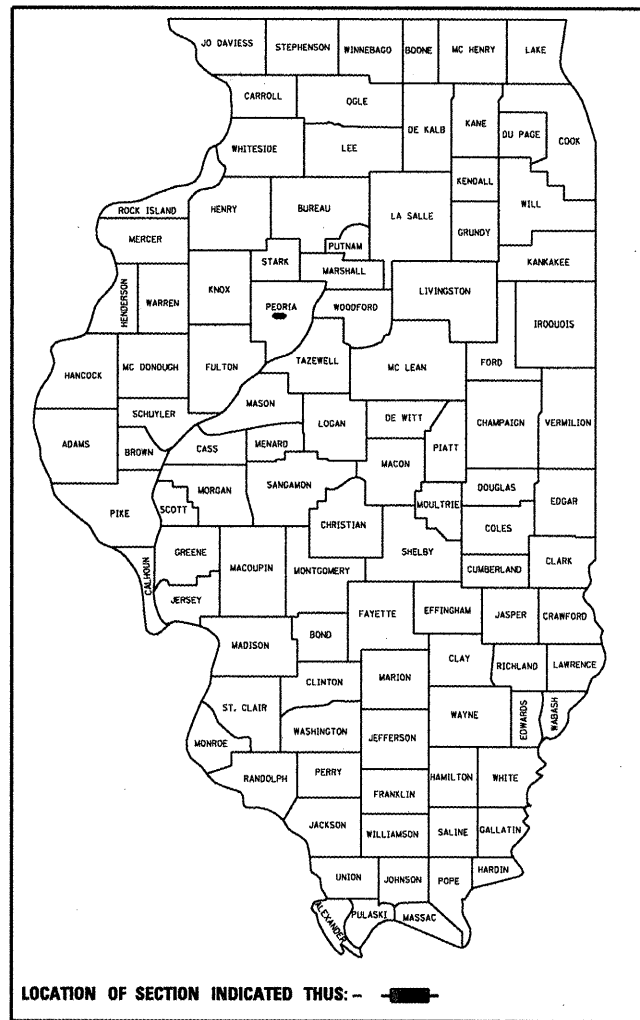 JO DAVIESS STEPHENSON WINNEBAGO BOONE MC HENRY LAKE
CARROLL OGLE DE KALB KANE DU PAGE COOK
WHITESIDE LEE
KENDALL WILL
ROCK ISLAND HENRY BUREAU LA SALLE
MERCER PUTNAM GRUNDY
STARK MARSHALL KANKAKEE
HENDERSON WARREN KNOX PEORIA WOODFORD LIVINGSTON
IROQUOIS
HANCOCK MC DONOUGH FULTON TAZEWELL MC LEAN FORD
MASON
SCHUYLER LOGAN DE WITT CHAMPAIGN VERMILION
ADAMS BROWN CASS MENARD PIATT
MACON
MORGAN SANGAMON DOUGLAS
PIKE SCOTT CHRISTIAN MOULTRIE EDGAR
COLES
GREENE MACOUPIN MONTGOMERY SHELBY
CALHOUN CUMBERLAND CLARK
JERSEY
FAYETTE EFFINGHAM JASPER CRAWFORD
MADISON BOND
CLAY RICHLAND LAWRENCE
CLINTON MARION
ST. CLAIR WAYNE EDWARDS WABASH
WASHINGTON JEFFERSON
MONROE
RANDOLPH PERRY HAMILTON WHITE
FRANKLIN
JACKSON WILLIAMSON SALINE GALLATIN
UNION JOHNSON POPE HARDIN
ALEXANDER PULASKI MASSAC
LOCATION OF SECTION INDICATED THUS: -